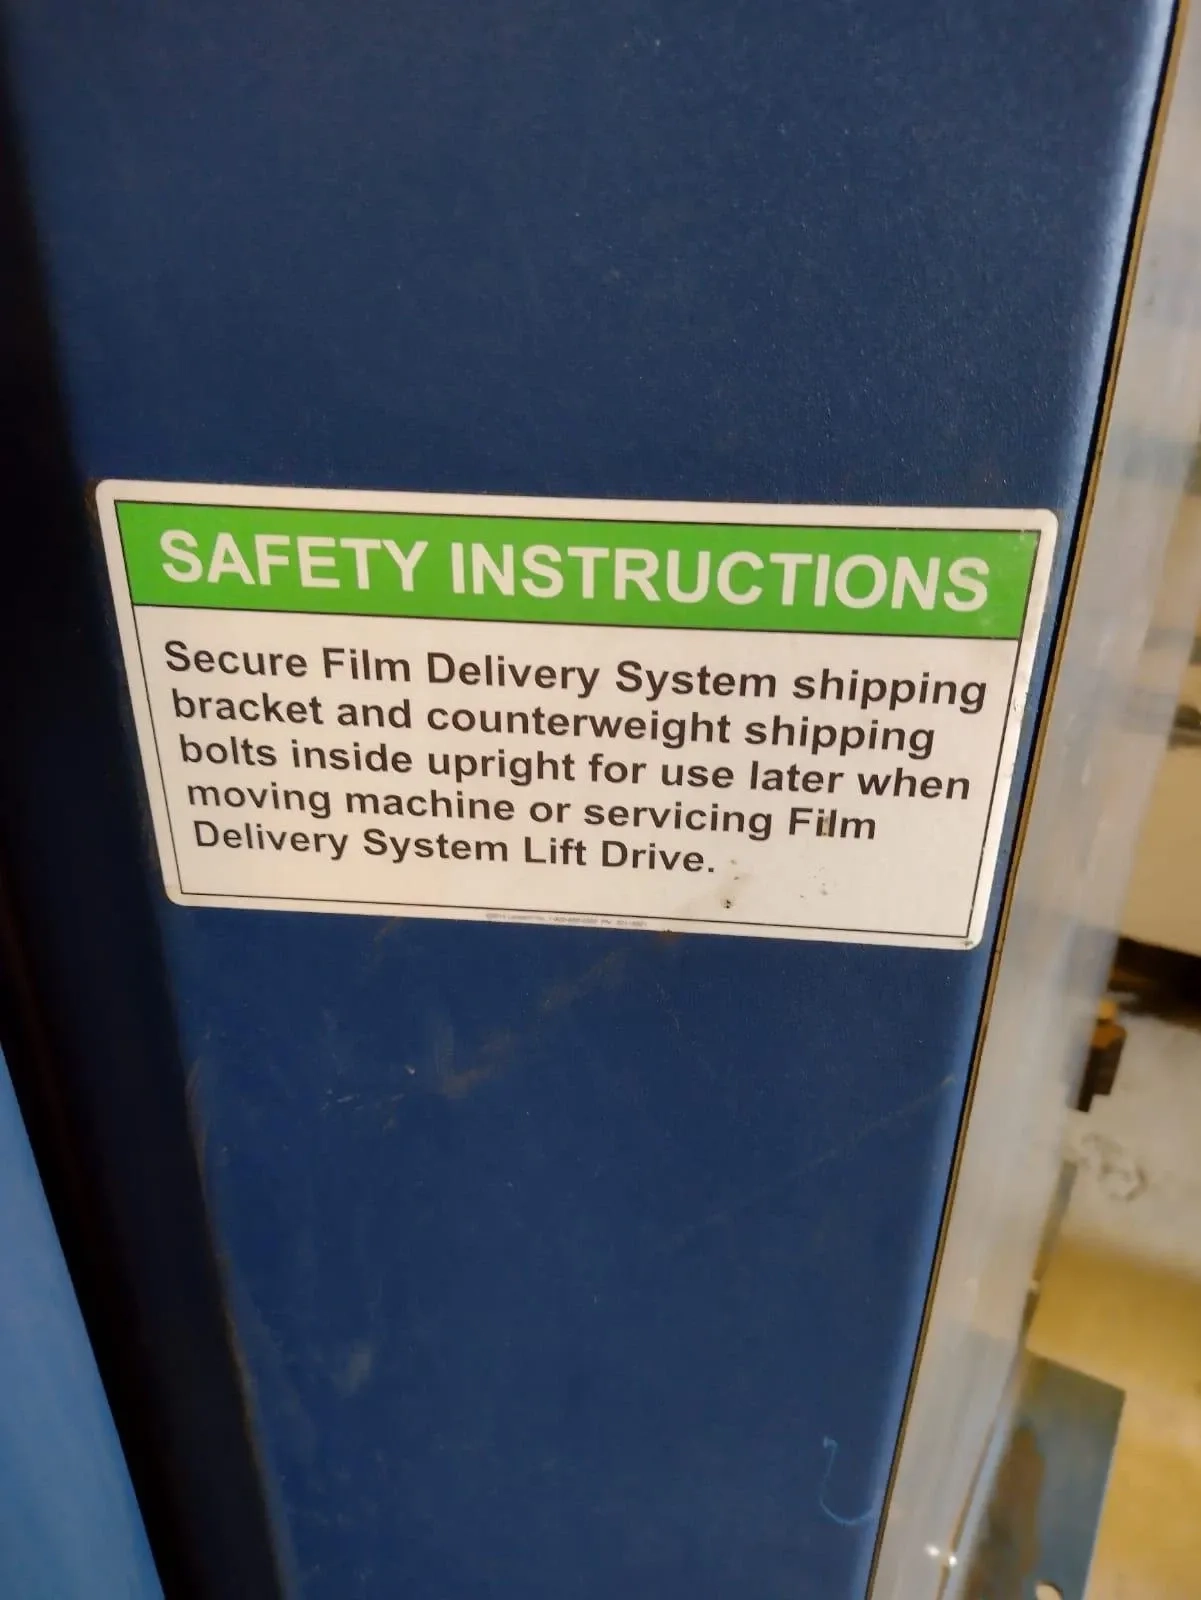 SAFETY INSTRUCTIONS
Secure Film Delivery System shipping
bracket and counterweight shipping
bolts inside upright for use later when
moving machine or servicing Film
Delivery System Lift Drive.